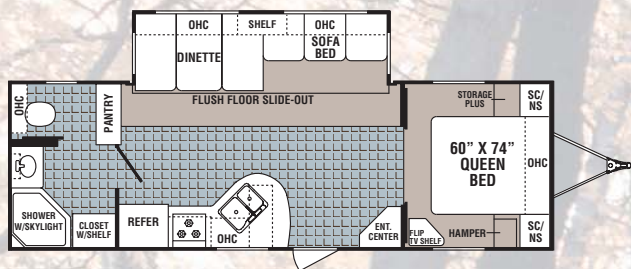 OHC
SHELF
OHC
DINETTE
SOFA
BED
FLUSH FLOOR SLIDE-OUT
OHC
PANTRY
STORAGE
PLUS
SC/
NS
60” X 74”
QUEEN
BED
OHC
SHOWER
W/SKYLIGHT
CLOSET
W/SHELF
REFER
OHC
ENT.
CENTER
FLIP
TV SHELF
HAMPER
SC/
NS